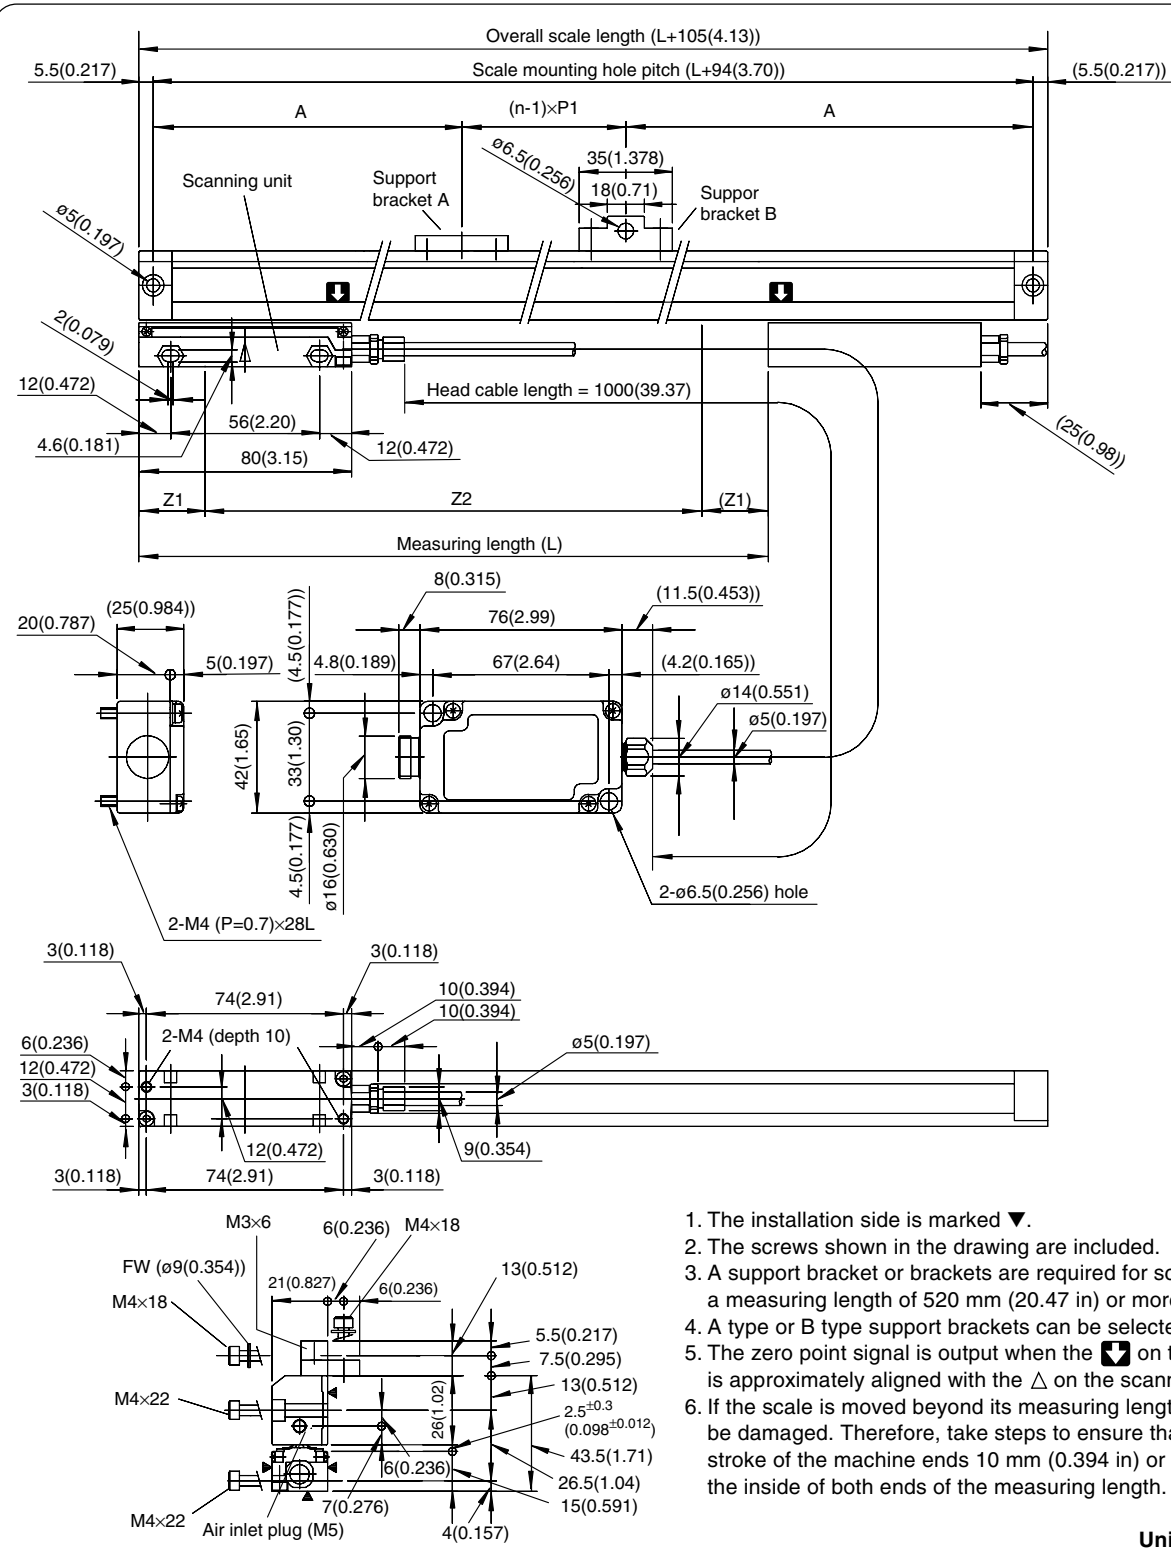 Overall scale length (L+105(4.13))
5.5(0.217)
Scale mounting hole pitch (L+94(3.70))
(5.5(0.217))
A
(n-1)×P1
A
ø6.5(0.256)
35(1.378)
18(0.71)
Scanning unit
Support
bracket A
Suppor
bracket B
ø5(0.197)
2(0.079)
12(0.472)
Head cable length = 1000(39.37)
56(2.20)
4.6(0.181)
12(0.472)
80(3.15)
(25(0.98))
Z1
Z2
(Z1)
Measuring length (L)
8(0.315)
(11.5(0.453))
(25(0.984))
76(2.99)
20(0.787)
(4.5(0.177))
5(0.197)
4.8(0.189)
67(2.64)
(4.2(0.165))
ø14(0.551)
ø5(0.197)
42(1.65)
33(1.30)
4.5(0.177)
ø16(0.630)
2-ø6.5(0.256) hole
2-M4 (P=0.7)×28L
3(0.118)
3(0.118)
74(2.91)
10(0.394)
10(0.394)
6(0.236)
2-M4 (depth 10)
ø5(0.197)
12(0.472)
3(0.118)
12(0.472)
9(0.354)
3(0.118)
74(2.91)
3(0.118)
M3×6
6(0.236)
M4×18
FW (ø9(0.354))
21(0.827)
6(0.236)
13(0.512)
M4×18
5.5(0.217)
7.5(0.295)
13(0.512)
M4×22
26(1.02)
2.5±0.3
(0.098±0.012)
43.5(1.71)
6(0.236)
26.5(1.04)
7(0.276)
15(0.591)
M4×22
Air inlet plug (M5)
4(0.157)
1. The installation side is marked ▼.
2. The screws shown in the drawing are included.
3. A support bracket or brackets are required for
a measuring length of 520 mm (20.47 in) or
4. A type or B type support brackets can be
5. The zero point signal is output when the ⬇ on
is approximately aligned with the △ on the
6. If the scale is moved beyond its measuring
be damaged. Therefore, take steps to ensure
stroke of the machine ends 10 mm (0.394 in) or
the inside of both ends of the measuring length.